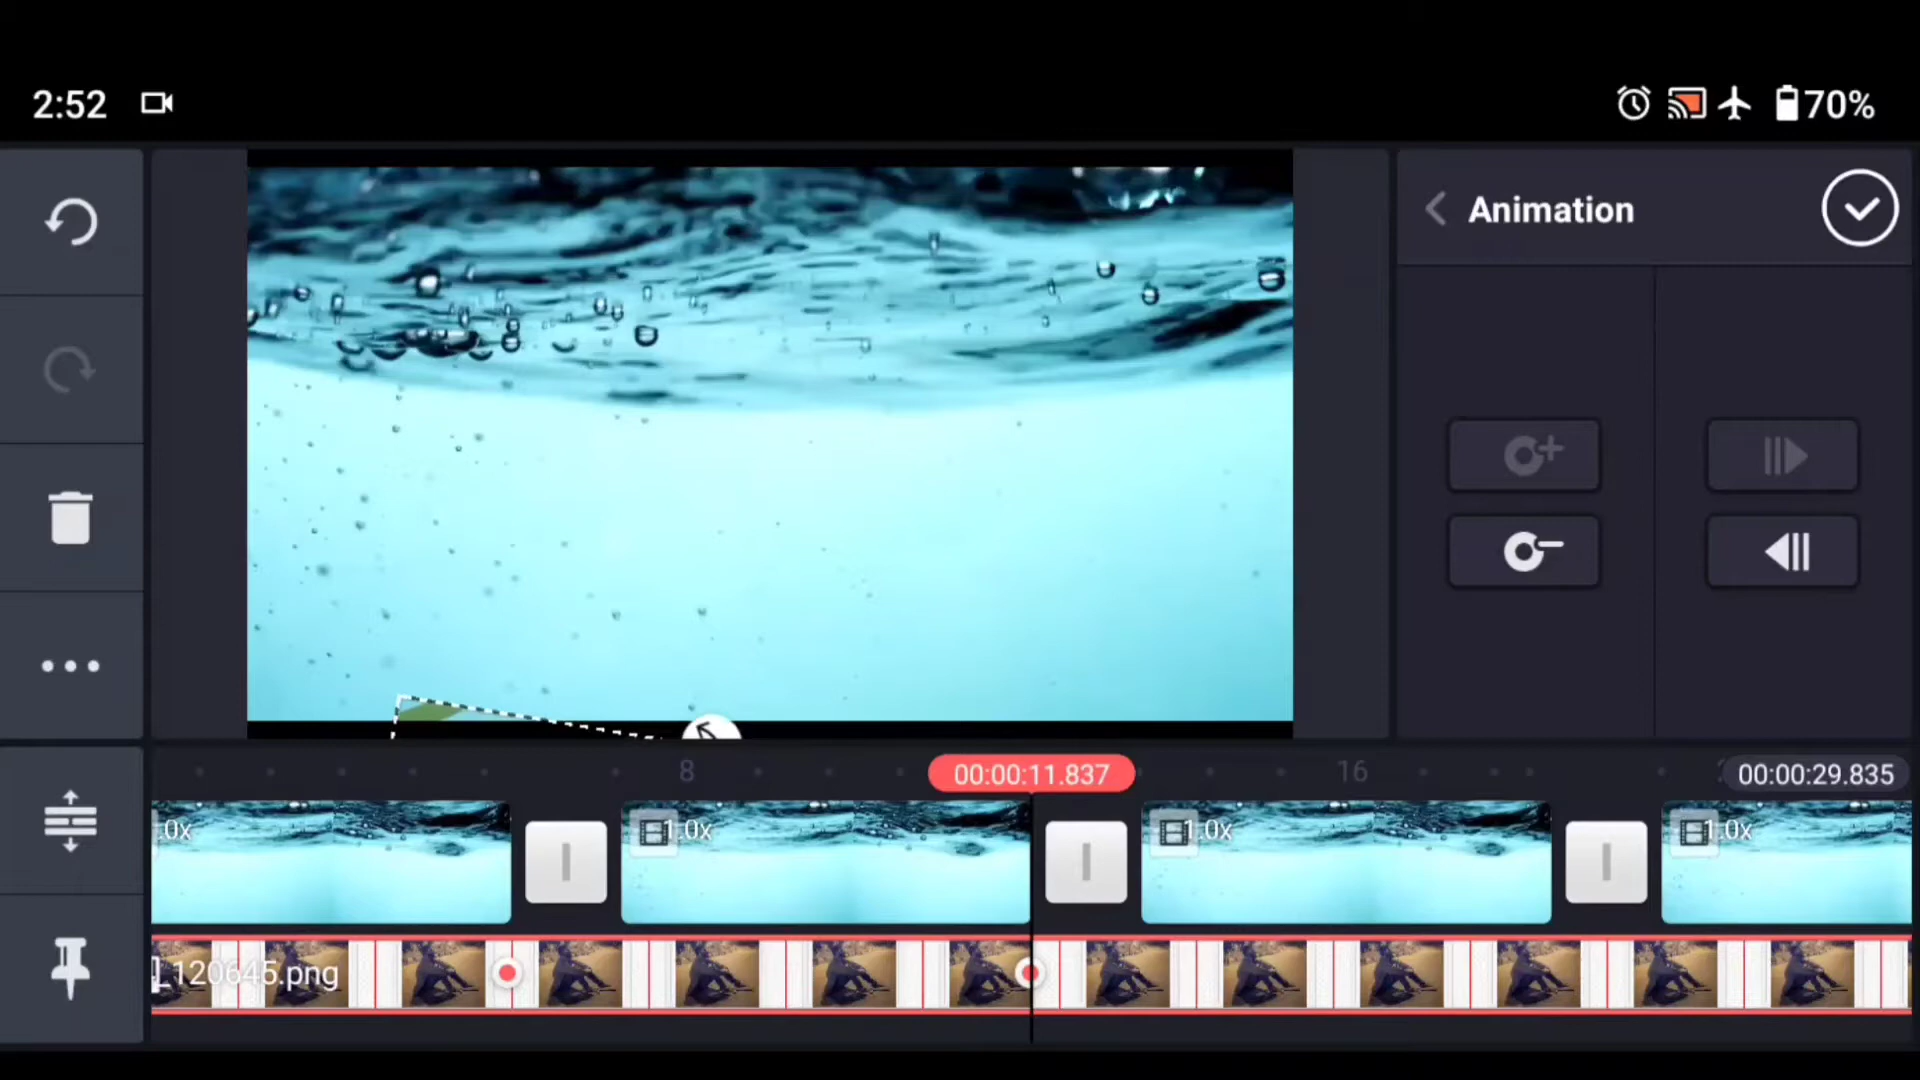 2:52
70%
Animation
8
00:00:11.837
16
00:00:29.835
.0x
1.0x
1.0x
1.0x
_120645.png